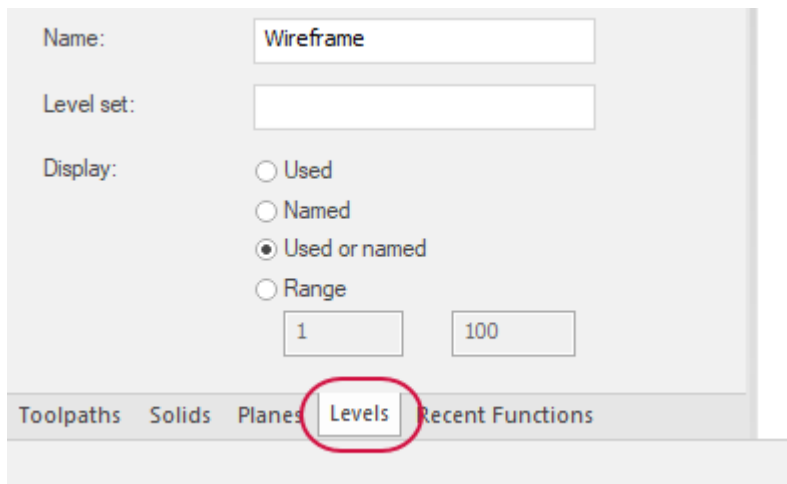 Name: Wireframe
Level set:
Display: Used
Named
Used or named
Range
1 100
Toolpaths Solids Planes Levels Recent Functions